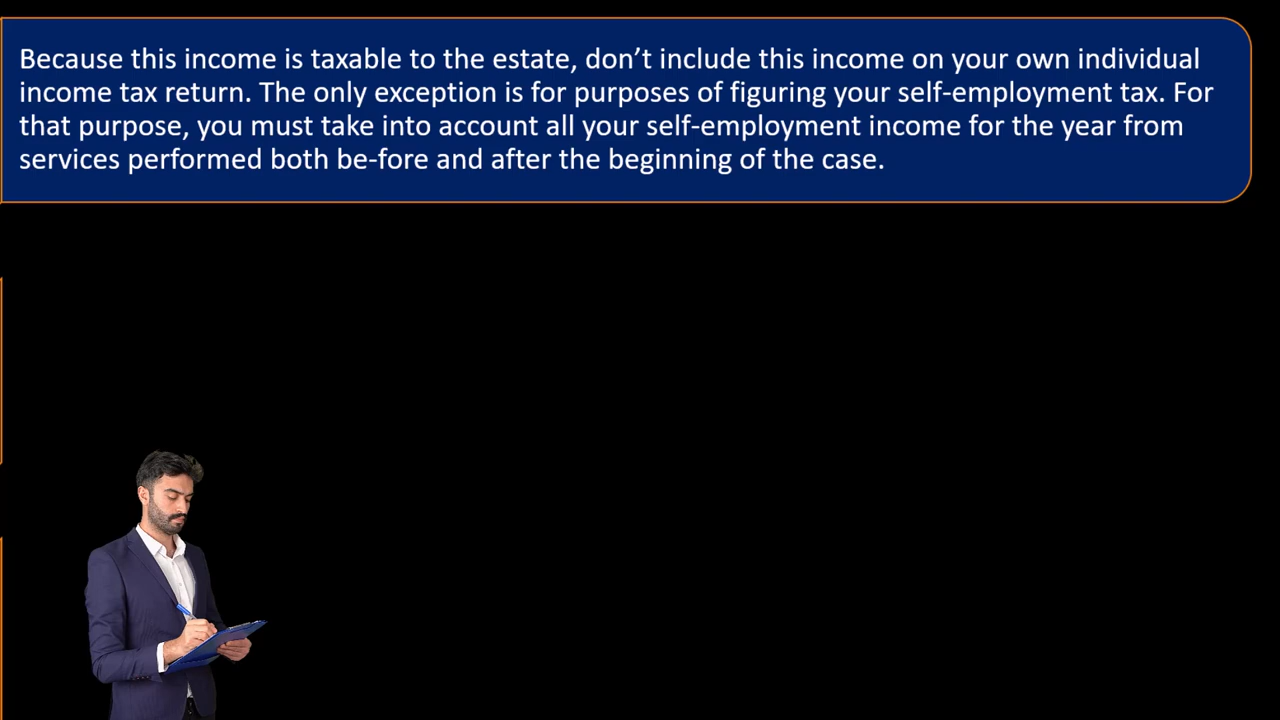 Because this income is taxable to the estate, don’t include this income on your own individual
income tax return. The only exception is for purposes of figuring your self-employment tax. For
that purpose, you must take into account all your self-employment income for the year from
services performed both be-fore and after the beginning of the case.